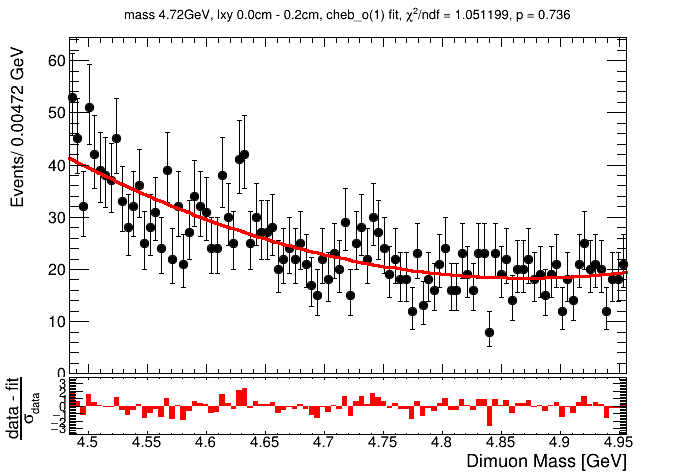 mass 4.72GeV, lxy 0.0cm - 0.2cm, cheb_o(1) fit, χ²/ndf = 1.051199, p = 0.736
Events/ 0.00472 GeV
60
50
40
30
20
10
0
data - fit
σdata
3
2
1
0
−1
−2
−3
4.5 4.55 4.6 4.65 4.7 4.75 4.8 4.85 4.9 4.95
Dimuon Mass [GeV]